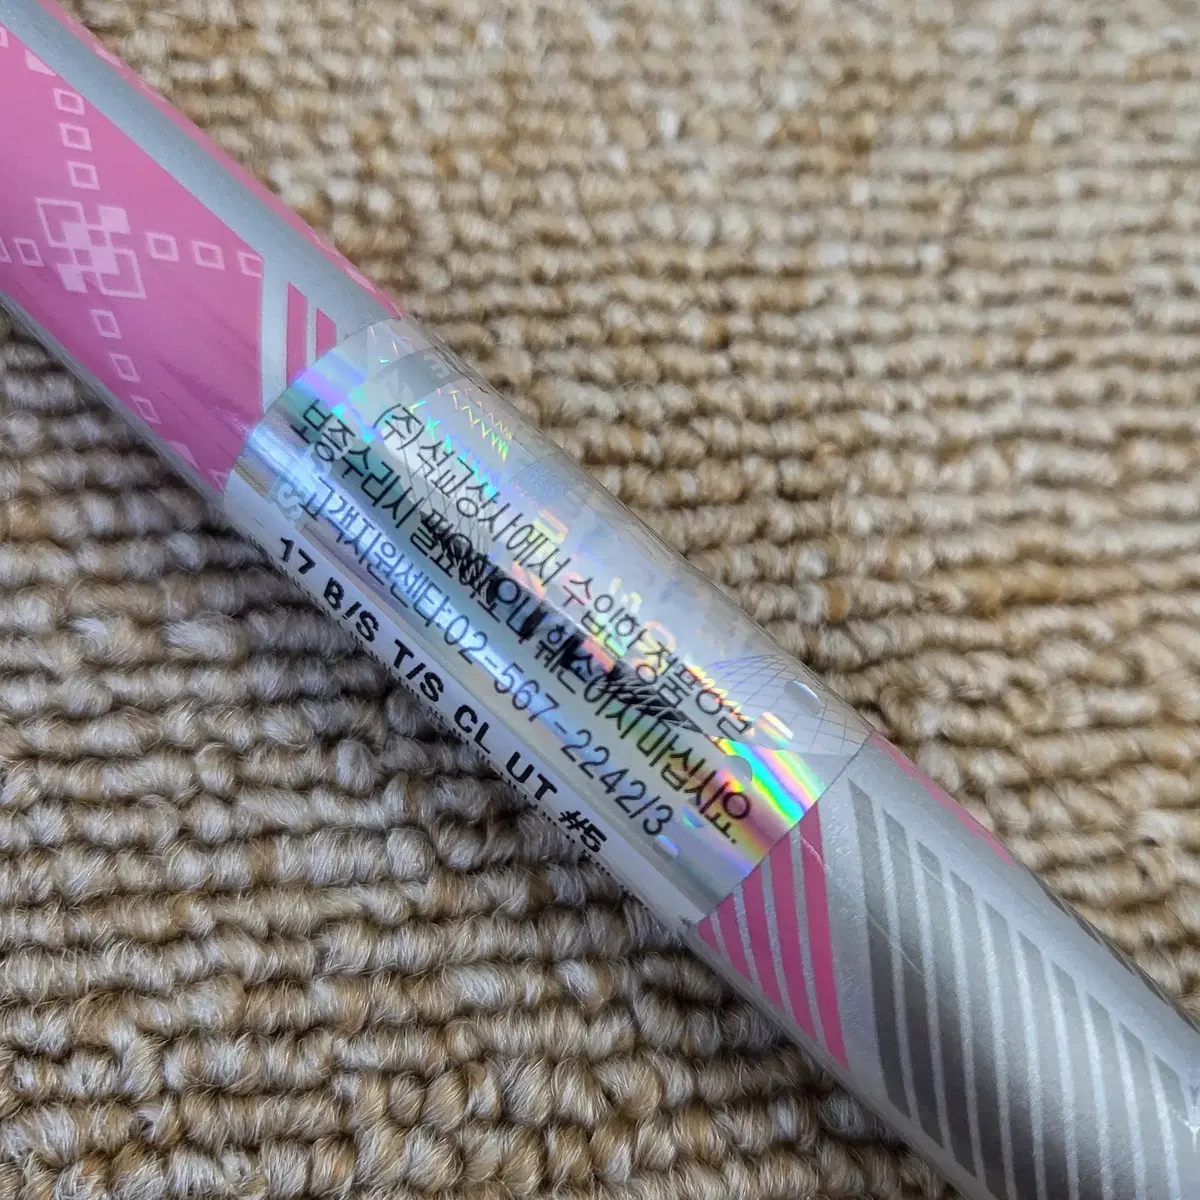 (주)석교상사에서 수입한 정품으로
보증수리시 필요하오니 훼손하지 마십시요.
고객지원센터:02-567-2242/3
17 B/S T/S CL UT #5